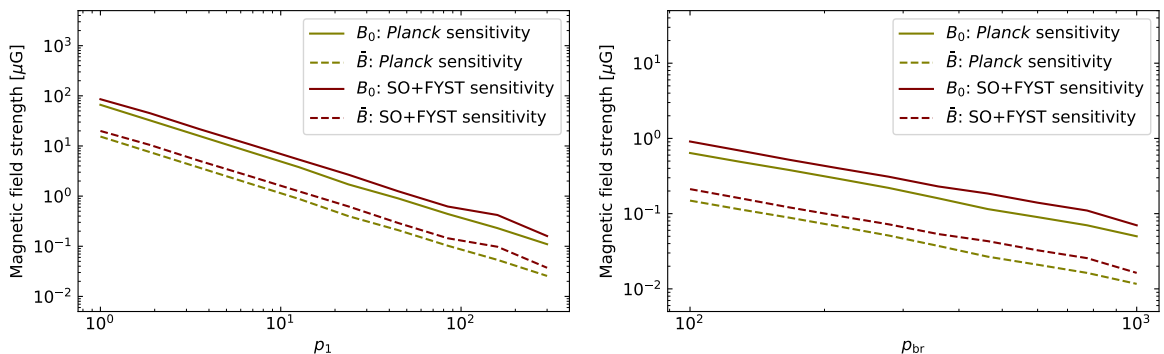 Magnetic field strength [μG]
10³
10²
10¹
10⁰
10⁻¹
10⁻²
10⁰ 10¹ 10²
p₁
B₀: Planck sensitivity
B̄: Planck sensitivity
B₀: SO+FYST sensitivity
B̄: SO+FYST sensitivity
Magnetic field strength [μG]
10¹
10⁰
10⁻¹
10⁻²
10² 10³
p_br
B₀: Planck sensitivity
B̄: Planck sensitivity
B₀: SO+FYST sensitivity
B̄: SO+FYST sensitivity